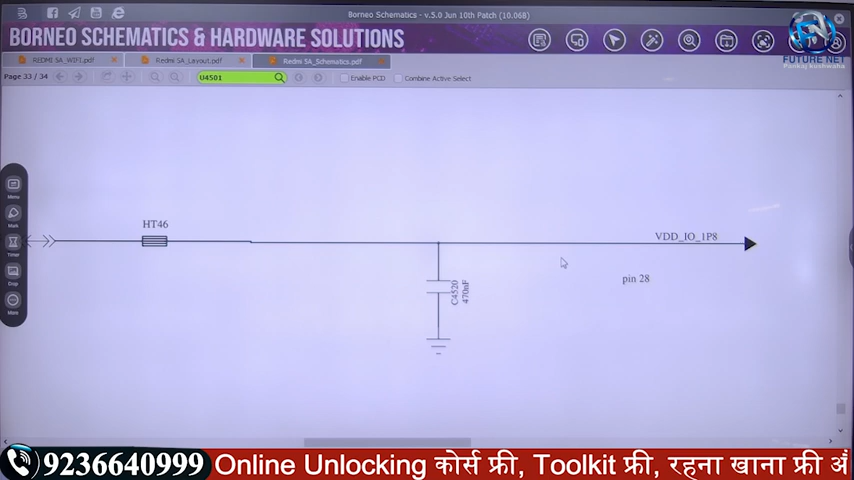 Borneo Schematics - v.5.0 Jun 10th Patch (10.06B)
BORNEO SCHEMATICS & HARDWARE SOLUTIONS
FUTURE NET
Pankaj kushwaha
REDMI 5A_WIFI.pdf
Redmi 5A_Layout.pdf
Redmi 5A_Schematics.pdf
Page 33 / 34
U4501
Enable PCD
Combine Active Select
Menu
Mark
Timer
Crop
More
HT46
VDD_IO_1P8
pin 28
C4520
470nF
9236640999
Online Unlocking कोर्स फ्री, Toolkit फ्री, रहना खाना फ्री